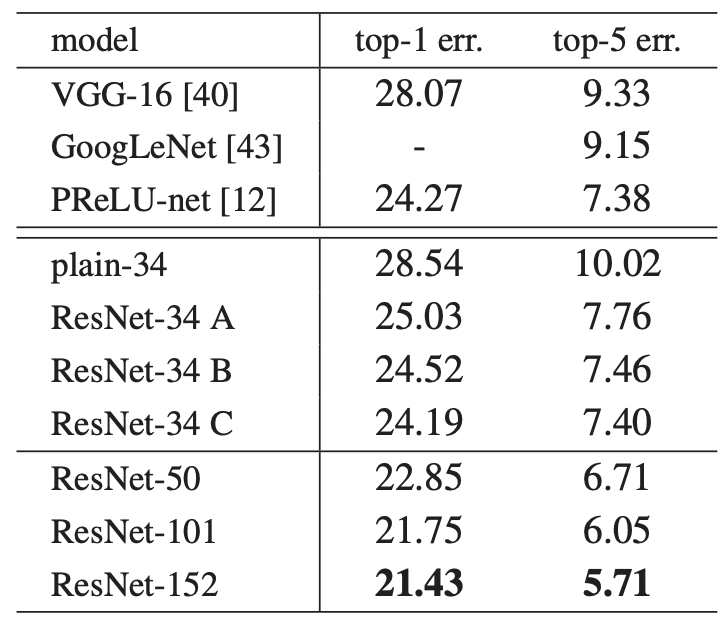 model top-1 err. top-5 err.
VGG-16 [40] 28.07 9.33
GoogLeNet [43] - 9.15
PReLU-net [12] 24.27 7.38
plain-34 28.54 10.02
ResNet-34 A 25.03 7.76
ResNet-34 B 24.52 7.46
ResNet-34 C 24.19 7.40
ResNet-50 22.85 6.71
ResNet-101 21.75 6.05
ResNet-152 21.43 5.71